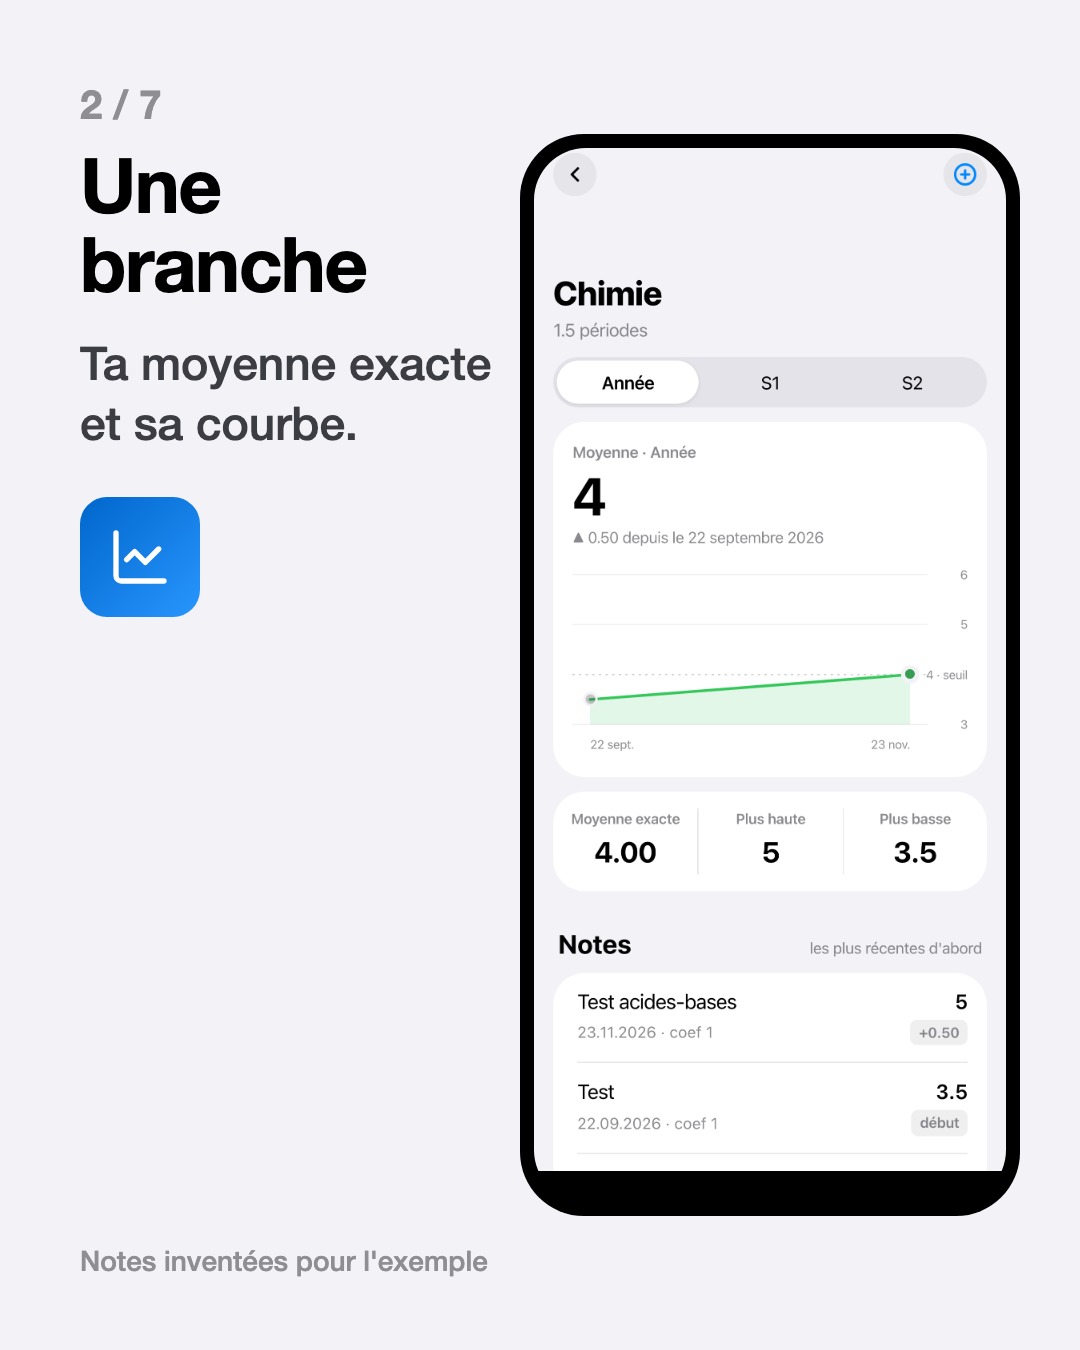 2 / 7
Une
branche
Ta moyenne exacte
et sa courbe.
Chimie
1.5 périodes
Année S1 S2
Moyenne · Année
4
▲ 0.50 depuis le 22 septembre 2026
6
5
4 · seuil
3
22 sept. 23 nov.
Moyenne exacte Plus haute Plus basse
4.00 5 3.5
Notes les plus récentes d'abord
Test acides-bases 5
23.11.2026 · coef 1 +0.50
Test 3.5
22.09.2026 · coef 1 début
Notes inventées pour l'exemple